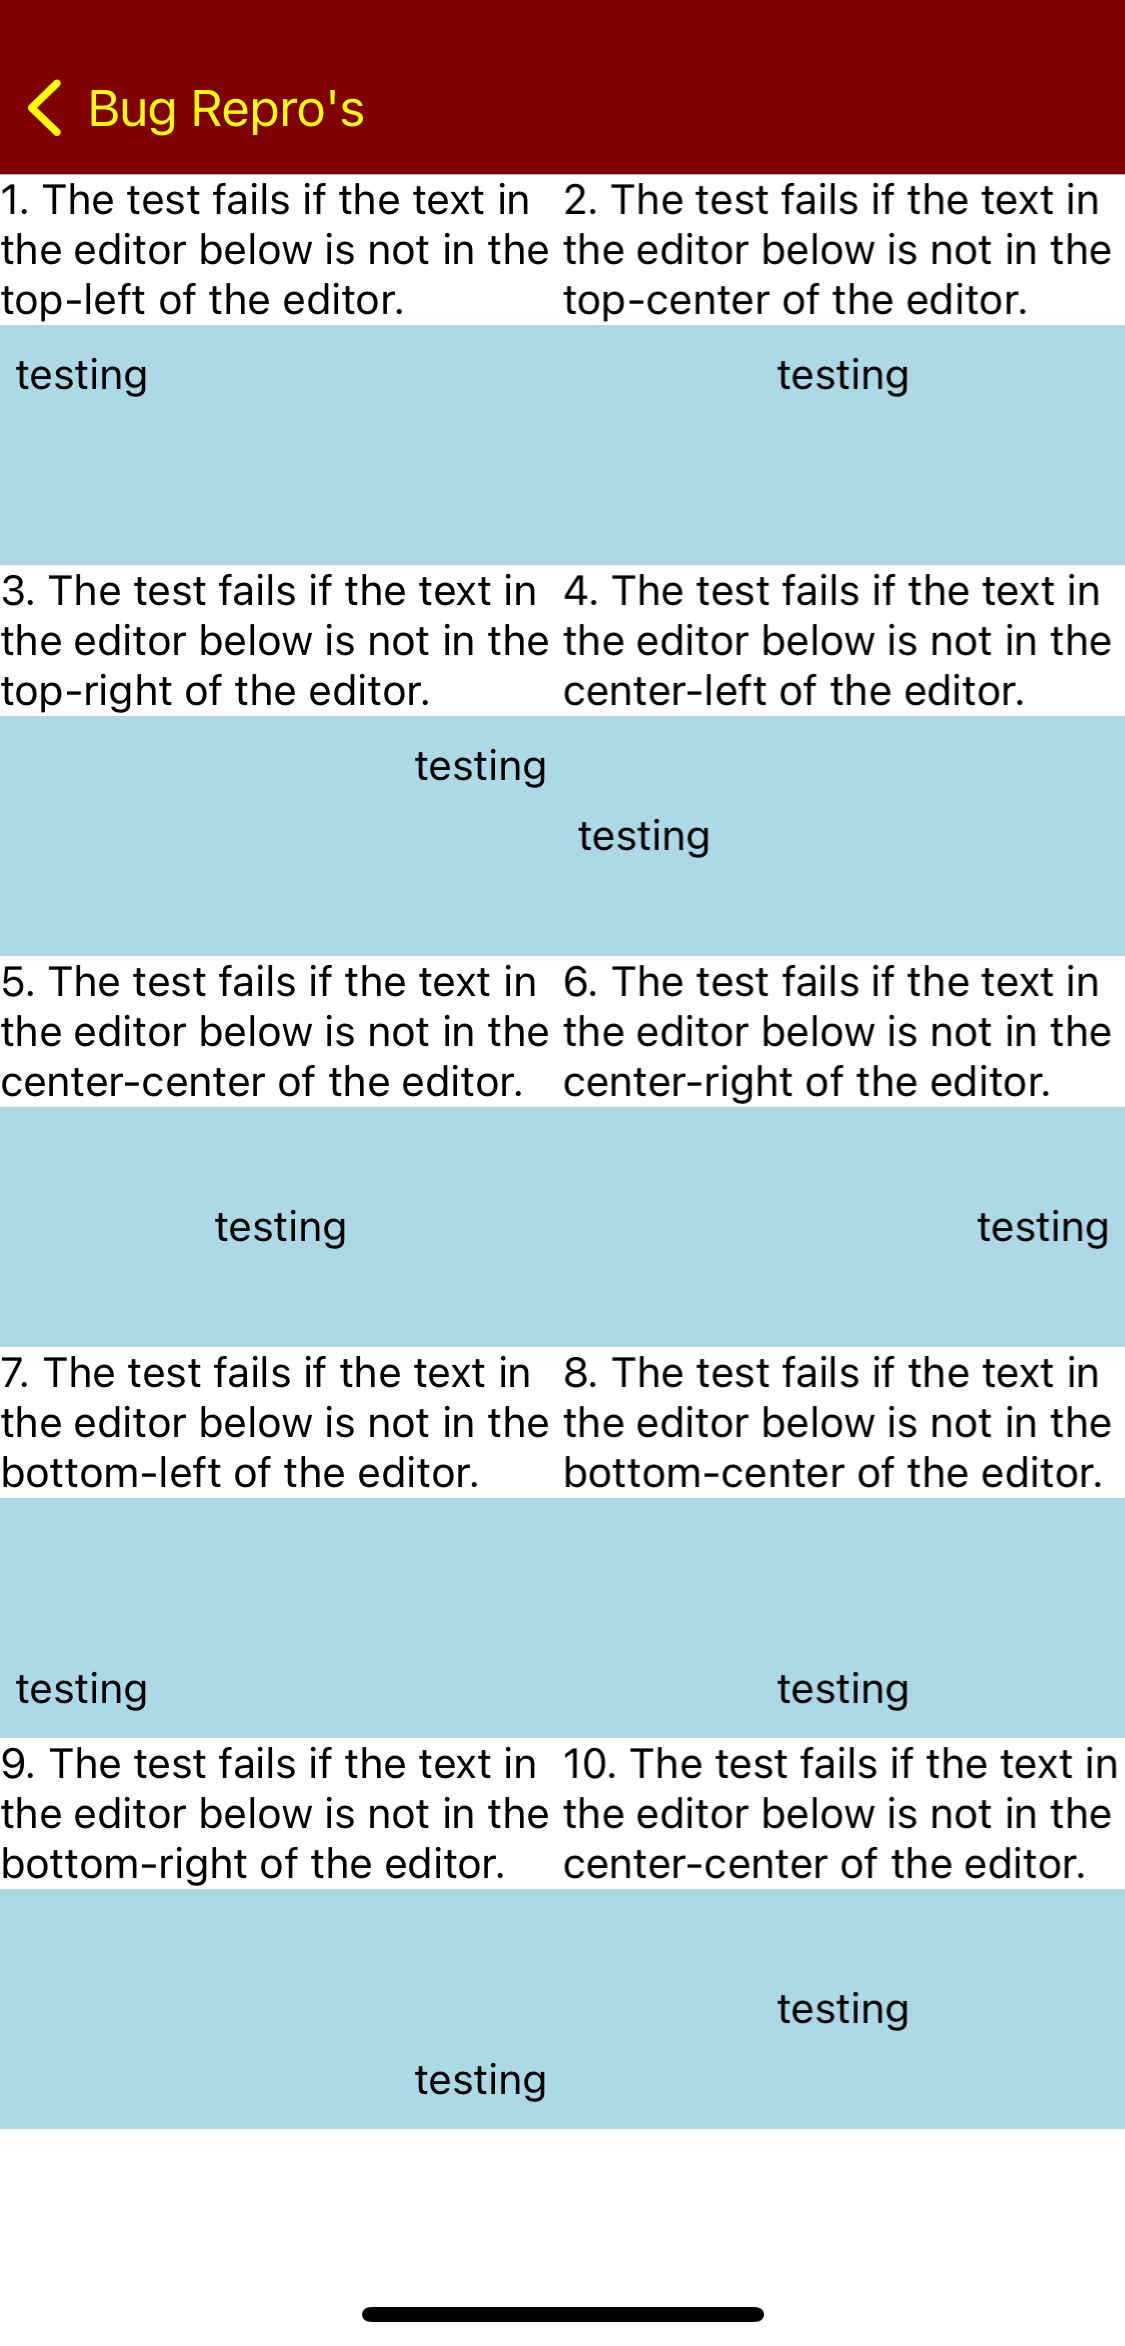 Bug Repro's
1. The test fails if the text in
the editor below is not in the
top-left of the editor.
2. The test fails if the text in
the editor below is not in the
top-center of the editor.
testing
testing
3. The test fails if the text in
the editor below is not in the
top-right of the editor.
4. The test fails if the text in
the editor below is not in the
center-left of the editor.
testing
testing
5. The test fails if the text in
the editor below is not in the
center-center of the editor.
6. The test fails if the text in
the editor below is not in the
center-right of the editor.
testing
testing
7. The test fails if the text in
the editor below is not in the
bottom-left of the editor.
8. The test fails if the text in
the editor below is not in the
bottom-center of the editor.
testing
testing
9. The test fails if the text in
the editor below is not in the
bottom-right of the editor.
10. The test fails if the text in
the editor below is not in the
center-center of the editor.
testing
testing